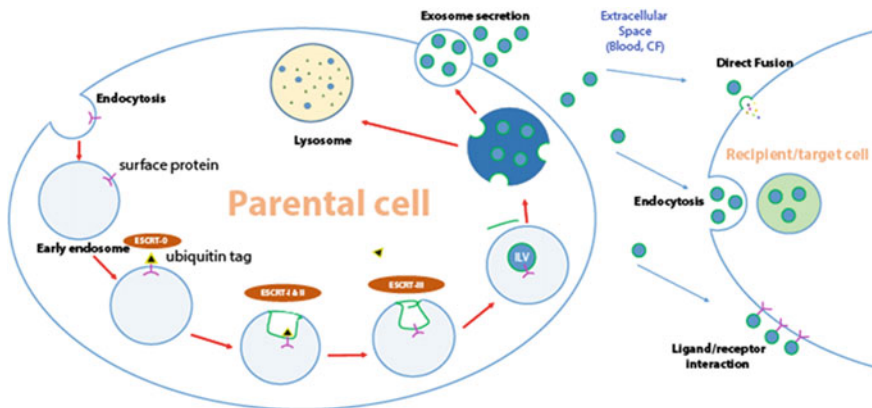 Exosome secretion
Extracellular
Space
(Blood, CF)
Direct Fusion
Endocytosis
Lysosome
surface protein
Recipient/target cell
Parental cell
Endocytosis
Early endosome
ESCRT-0
ubiquitin tag
ILV
ESCRT-I & II
ESCRT-III
Ligand/receptor
interaction